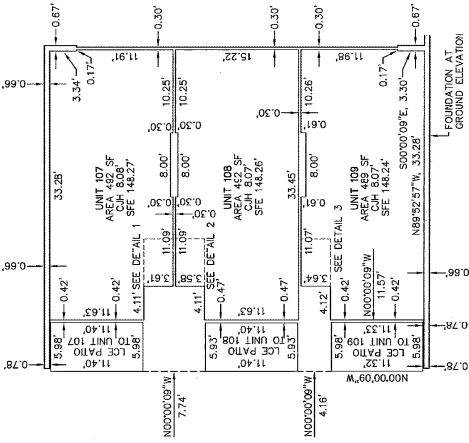 0.67'
0.30'
0.30'
0.67'
11.91'
15.22'
11.98'
0.66'
3.34'
0.17'
0.17'
S00°00'09"E, 3.30'
FOUNDATION AT
GROUND ELEVATION
10.25'
10.25'
10.26'
0.30'
0.30'
0.30'
0.61'
33.28'
UNIT 107
AREA 492 SF
CJH 8.08'
SFE 148.27'
8.00'
8.00'
UNIT 108
AREA 492 SF
CJH 8.07'
SFE 148.26'
33.45'
8.00'
UNIT 109
AREA 489 SF
CJH 8.07'
SFE 148.24'
N89°52'57"W, 33.28'
0.30'
0.30'
0.30'
0.61'
11.09'
11.09'
11.07'
0.66'
0.66'
3.61'
SEE DETAIL 1
3.58'
SEE DETAIL 2
3.64'
SEE DETAIL 3
4.11'
4.11'
4.12'
0.42'
0.42'
0.47'
0.47'
0.42'
0.42'
N00°00'09"W
11.57'
11.63'
11.63'
11.40'
11.40'
11.33'
0.78'
0.78'
5.98'
LCE PATIO
TO UNIT 107
5.98'
5.93'
LCE PATIO
TO UNIT 108
5.93'
5.98'
LCE PATIO
TO UNIT 109
5.98'
11.40'
11.40'
11.32'
0.78'
N00°00'09"W
7.74'
N00°00'09"W
4.16'
N00°00'09"W